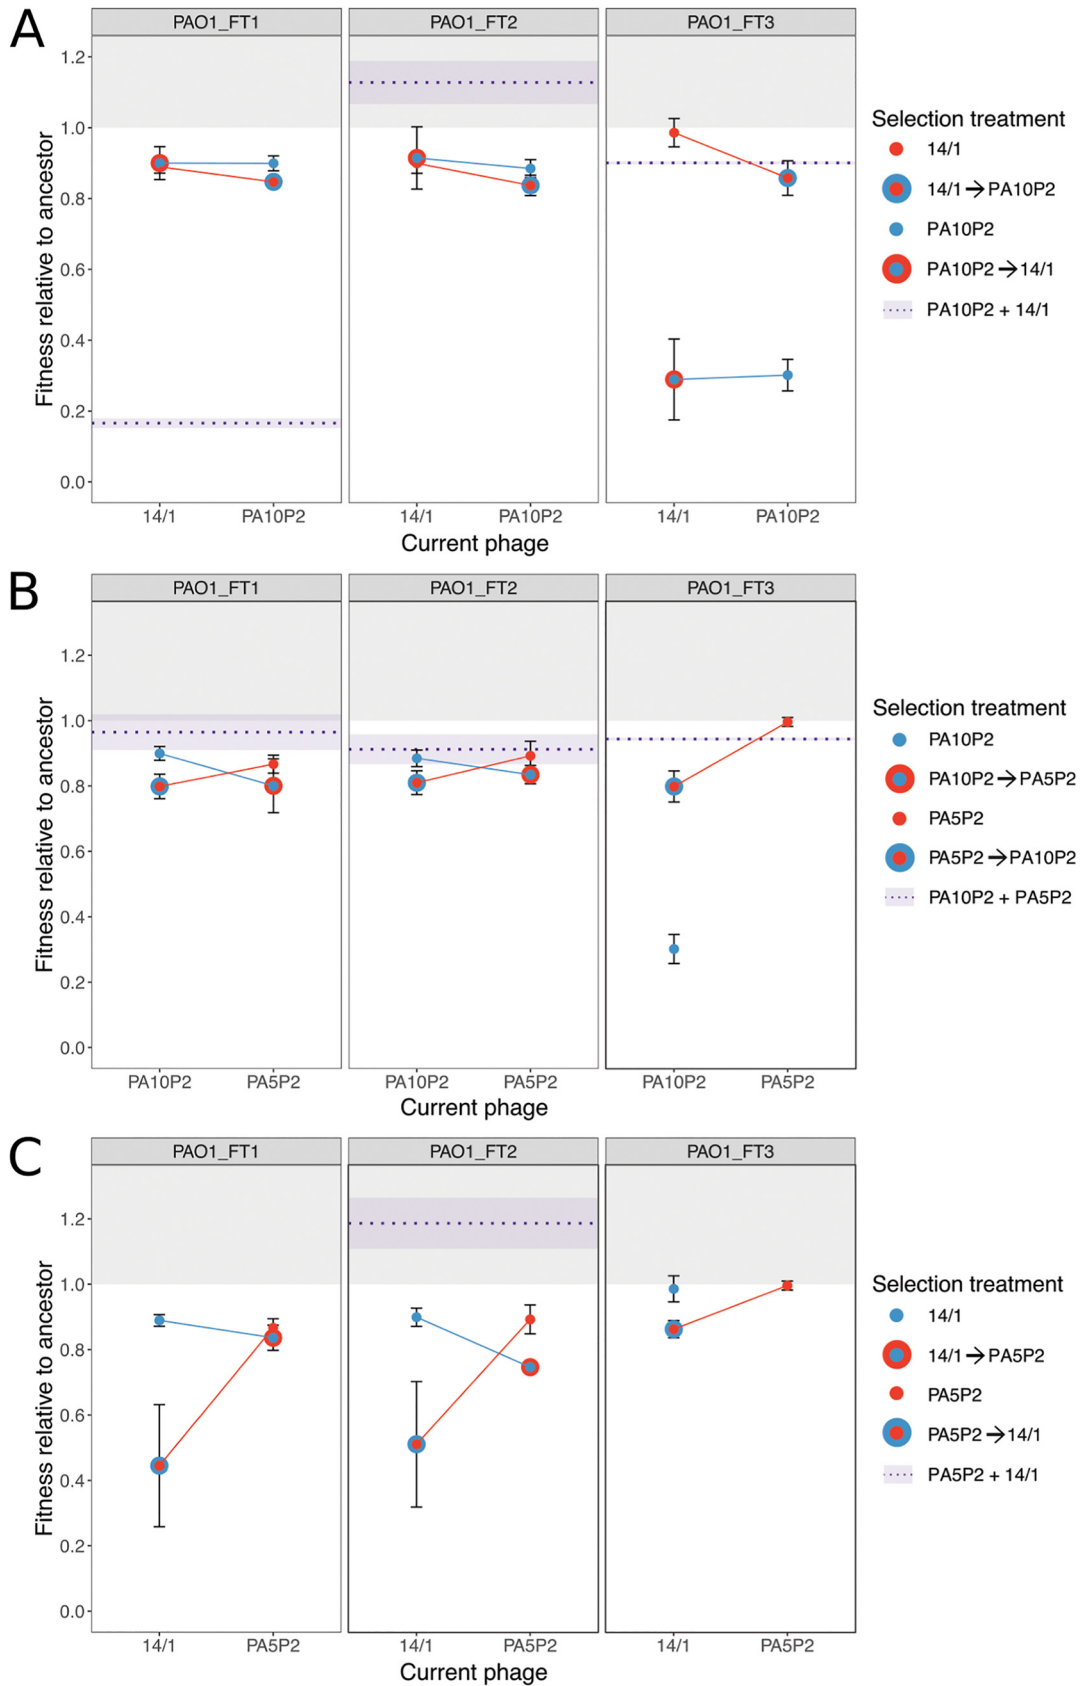 A
PAO1_FT1 PAO1_FT2 PAO1_FT3
Fitness relative to ancestor
1.2
1.0
0.8
0.6
0.4
0.2
0.0
14/1 PA10P2 14/1 PA10P2 14/1 PA10P2
Current phage
Selection treatment
14/1
14/1→PA10P2
PA10P2
PA10P2→14/1
PA10P2 + 14/1
B
PAO1_FT1 PAO1_FT2 PAO1_FT3
Fitness relative to ancestor
1.2
1.0
0.8
0.6
0.4
0.2
0.0
PA10P2 PA5P2 PA10P2 PA5P2 PA10P2 PA5P2
Current phage
Selection treatment
PA10P2
PA10P2→PA5P2
PA5P2
PA5P2→PA10P2
PA10P2 + PA5P2
C
PAO1_FT1 PAO1_FT2 PAO1_FT3
Fitness relative to ancestor
1.2
1.0
0.8
0.6
0.4
0.2
0.0
14/1 PA5P2 14/1 PA5P2 14/1 PA5P2
Current phage
Selection treatment
14/1
14/1→PA5P2
PA5P2
PA5P2→14/1
PA5P2 + 14/1